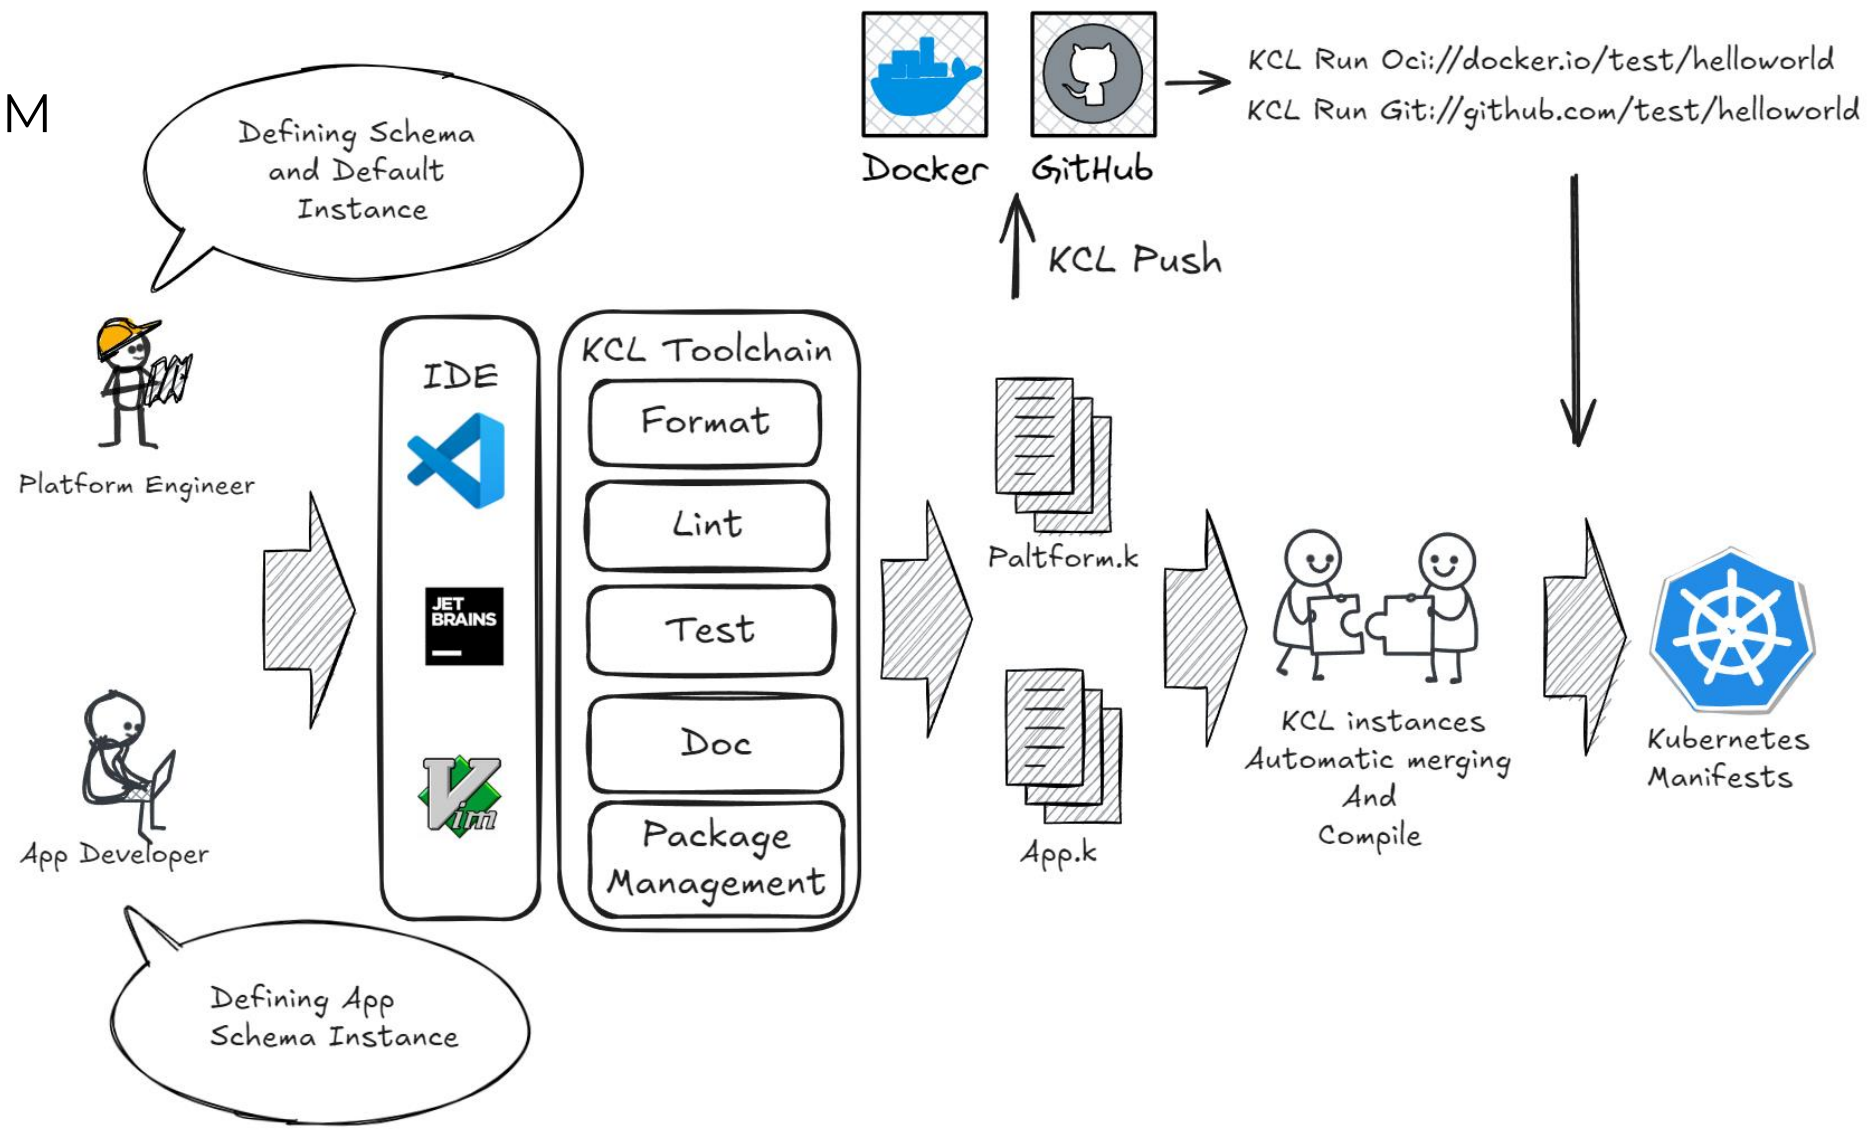 M
Defining Schema
and Default
Instance
Platform Engineer
App Developer
Defining App
Schema Instance
IDE
JET
BRAINS
Vim
KCL Toolchain
Format
Lint
Test
Doc
Package
Management
Docker
GitHub
KCL Run Oci://docker.io/test/helloworld
KCL Run Git://github.com/test/helloworld
KCL Push
Paltform.k
App.k
KCL instances
Automatic merging
And
Compile
Kubernetes
Manifests